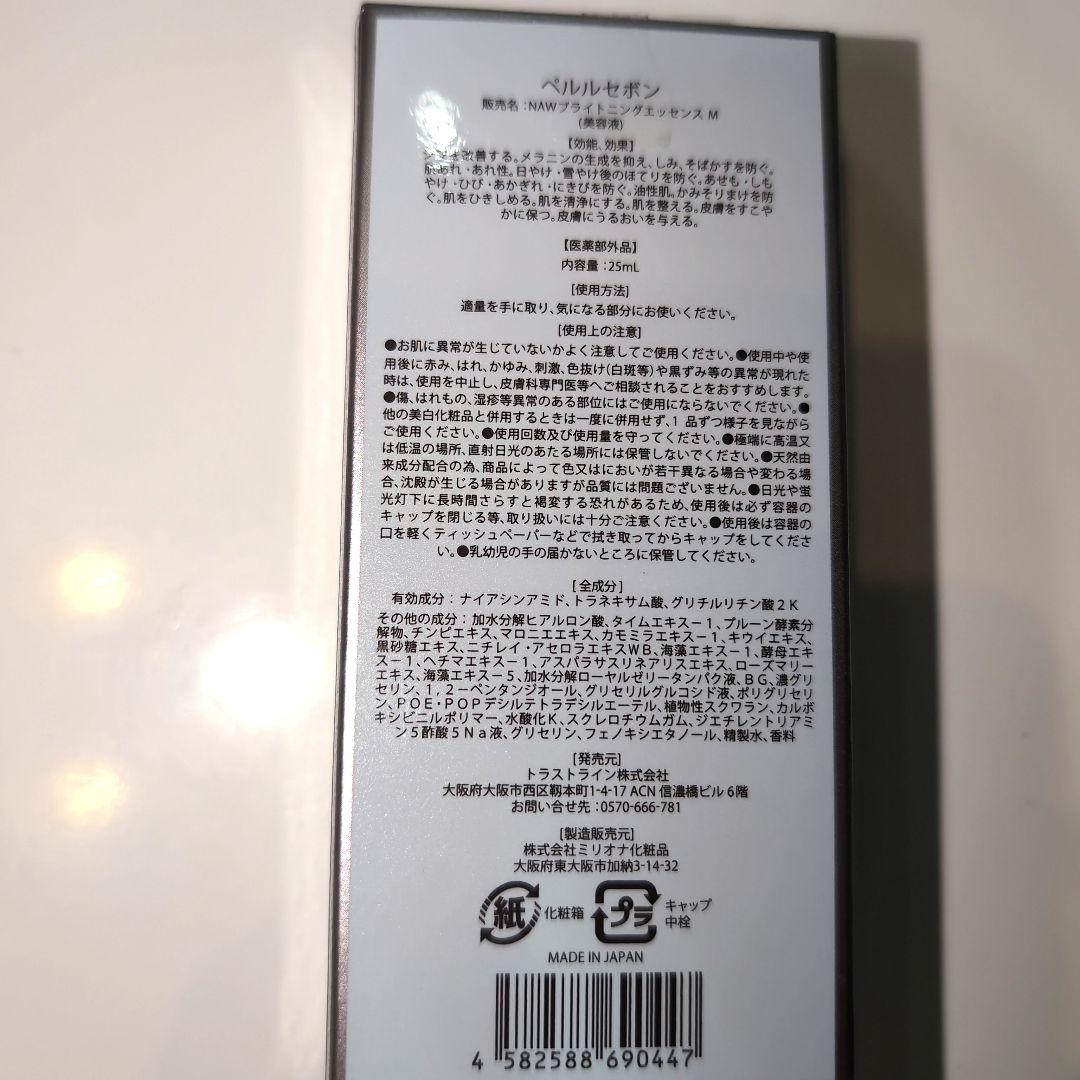 ペルルセボン
販売名：NAWブライトニングエッセンス M
(美容液)
【効能、効果】
シワを改善する。メラニンの生成を抑え、しみ、そばかすを防ぐ。
肌あれ・あれ性。日やけ・雪やけ後のほてりを防ぐ。あせも・しも
やけ・ひび・あかぎれ・にきびを防ぐ。油性肌。かみそりまけを防
ぐ。肌をひきしめる。肌を清浄にする。肌を整える。皮膚をすこや
かに保つ。皮膚にうるおいを与える。
【医薬部外品】
内容量：25mL
[使用方法]
適量を手に取り、気になる部分にお使いください。
[使用上の注意]
●お肌に異常が生じていないかよく注意してご使用ください。●使用中や使
用後に赤み、はれ、かゆみ、刺激、色抜け(白斑等)や黒ずみ等の異常が現れた
時は、使用を中止し、皮膚科専門医等へご相談されることをおすすめします。
●傷、はれもの、湿疹等異常のある部位にはご使用にならないでください。●
他の美白化粧品と併用するときは一度に併用せず、1 品ずつ様子を見ながら
ご使用ください。●使用回数及び使用量を守ってください。●極端に高温又
は低温の場所、直射日光のあたる場所には保管しないでください。●天然由
来成分配合の為、商品によって色又はにおいが若干異なる場合や変わる場
合、沈殿が生じる場合がありますが品質には問題ございません。●日光や蛍
光灯下に長時間さらすと褐変する恐れがあるため、使用後は必ず容器の
キャップを閉じる等、取り扱いには十分ご注意ください。●使用後は容器の
口を軽くティッシュペーパーなどで拭き取ってからキャップをしてくださ
い。●乳幼児の手の届かないところに保管してください。
[全成分]
有効成分：ナイアシンアミド、トラネキサム酸、グリチルリチン酸２Ｋ
その他の成分：加水分解ヒアルロン酸、タイムエキス－１、プルーン酵素分
解物、チンピエキス、マロニエエキス、カモミラエキス－１、キウイエキス、
黒砂糖エキス、ニチレイ・アセロラエキスＷＢ、海藻エキス－１、酵母エキ
ス－１、ヘチマエキス－１、アスパラサスリネアリスエキス、ローズマリー
エキス、海藻エキス－５、加水分解ローヤルゼリータンパク液、ＢＧ、濃グリ
セリン、１，２－ペンタンジオール、グリセリルグルコシド液、ポリグリセリ
ン、ＰＯＥ・ＰＯＰデシルテトラデシルエーテル、植物性スクワラン、カルボ
キシビニルポリマー、水酸化Ｋ、スクレロチウムガム、ジエチレントリアミ
ン５酢酸５Ｎａ液、グリセリン、フェノキシエタノール、精製水、香料
[発売元]
トラストライン株式会社
大阪府大阪市西区靱本町1-4-17 ACN 信濃橋ビル 6階
お問い合せ先：0570-666-781
[製造販売元]
株式会社ミリオナ化粧品
大阪府東大阪市加納3-14-32
紙 化粧箱 プラ キャップ
中栓
MADE IN JAPAN
4 582588 690447